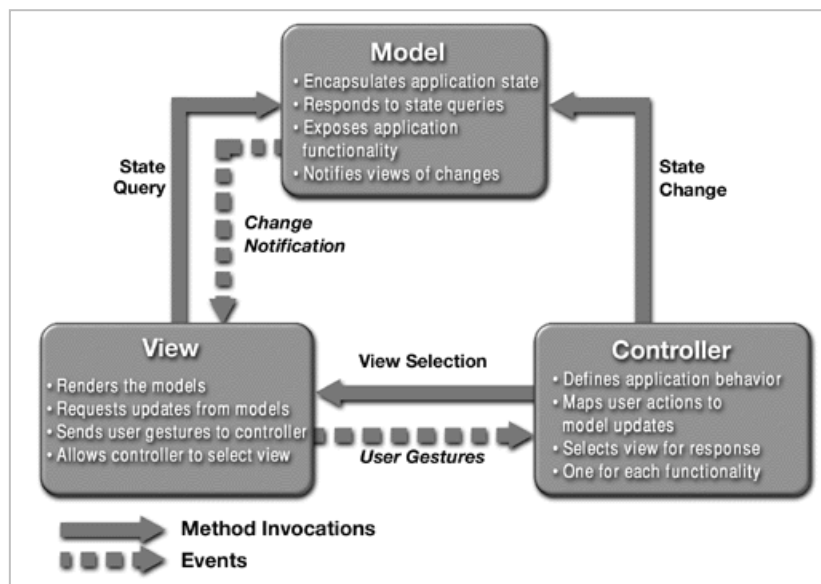 Model
• Encapsulates application state
• Responds to state queries
• Exposes application
functionality
• Notifies views of changes
State
Query
Change
Notification
State
Change
View
• Renders the models
• Requests updates from models
• Sends user gestures to controller
• Allows controller to select view
View Selection
User Gestures
Controller
• Defines application behavior
• Maps user actions to
model updates
• Selects view for response
• One for each functionality
Method Invocations
Events